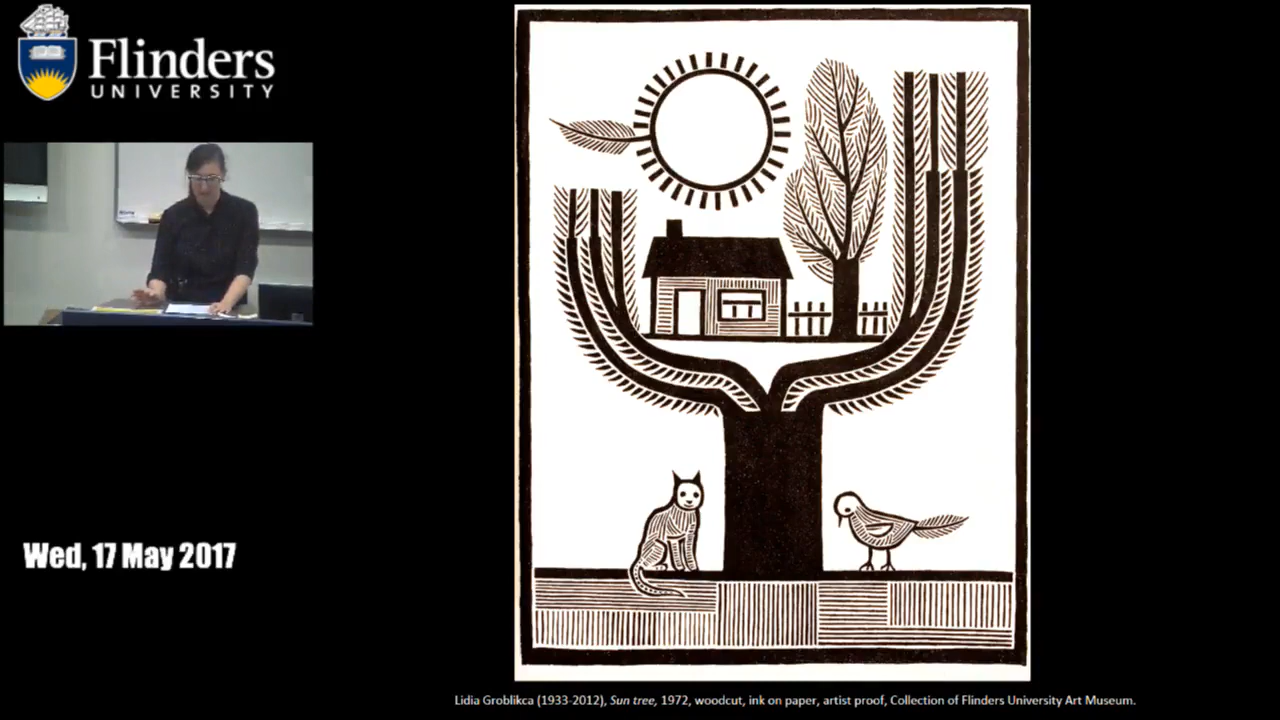 Flinders
UNIVERSITY
Wed, 17 May 2017
Lidia Groblikca (1933-2012), Sun tree, 1972, woodcut, ink on paper, artist proof, Collection of Flinders University Art Museum.